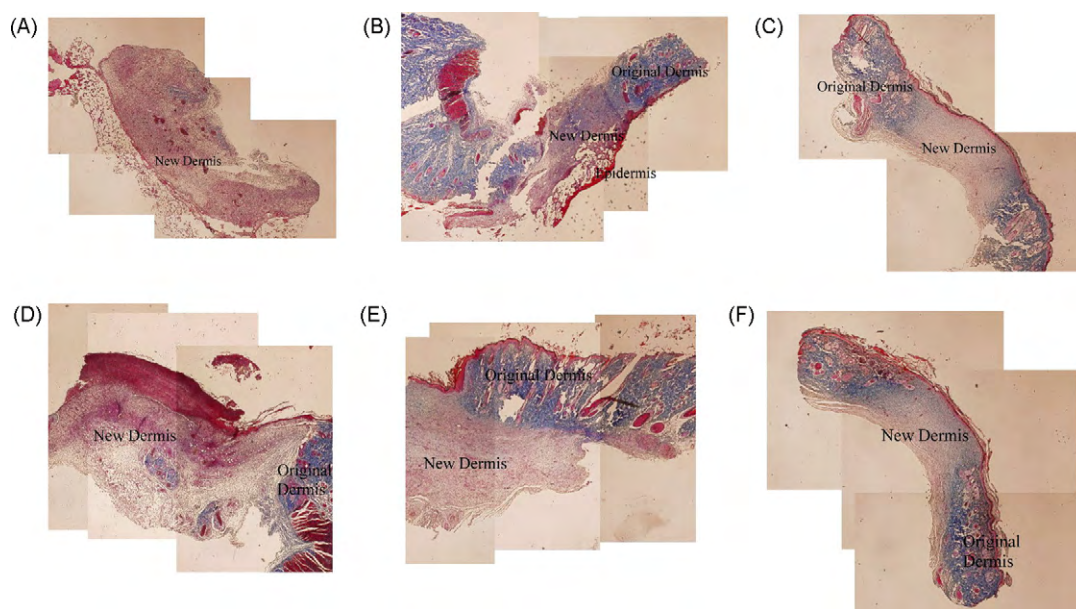 (A)
New Dermis
(B)
Original Dermis
New Dermis
Epidermis
(C)
Original Dermis
New Dermis
(D)
New Dermis
Original
Dermis
(E)
Original Dermis
New Dermis
(F)
New Dermis
Original
Dermis